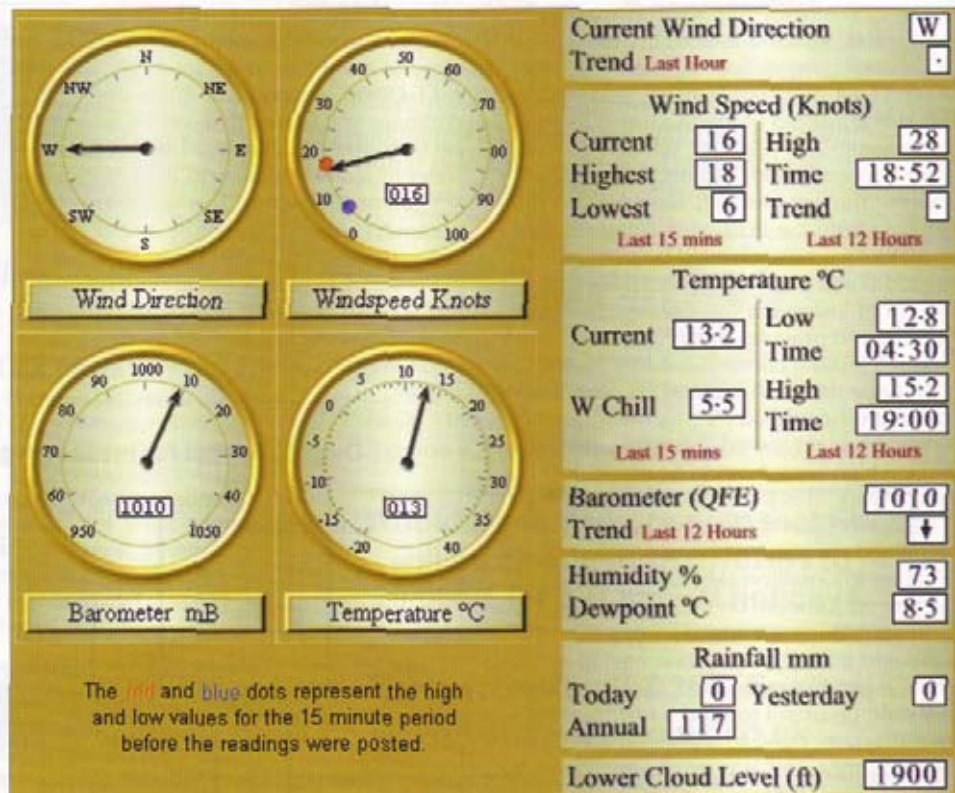 N
NW NE
W E
SW SE
S
Wind Direction
50
40 60
30 70
20 80
10 90
0 100
016
Windspeed Knots
1000
90 10
80 20
70 30
60 40
950 1050
1010
Barometer mB
10
5 15
0 20
-5 25
-10 30
-15 35
-20 40
013
Temperature ºC
The red and blue dots represent the high
and low values for the 15 minute period
before the readings were posted.
Current Wind Direction W
Trend Last Hour -
Wind Speed (Knots)
Current 16 High 28
Highest 18 Time 18:52
Lowest 6 Trend -
Last 15 mins Last 12 Hours
Temperature ºC
Current 13·2 Low 12·8
Time 04:30
W Chill 5·5 High 15·2
Time 19:00
Last 15 mins Last 12 Hours
Barometer (QFE) 1010
Trend Last 12 Hours
Humidity % 73
Dewpoint ºC 8·5
Rainfall mm
Today 0 Yesterday 0
Annual 117
Lower Cloud Level (ft) 1900